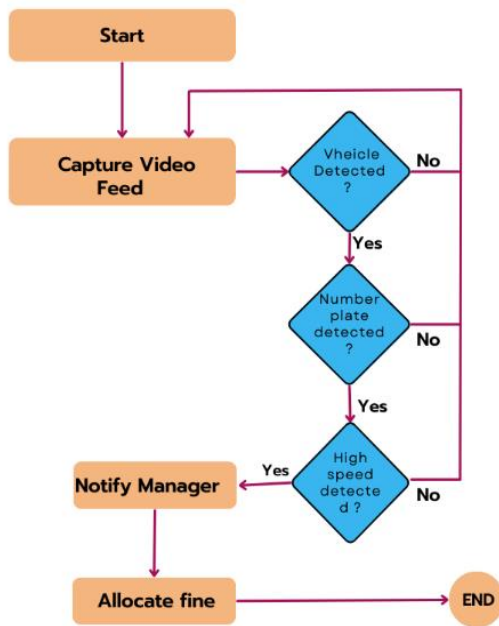 Start
Capture Video
Feed
Vheicle
Detected
?
No
Yes
Number
plate
detected
?
No
Yes
High
speed
detecte
d ?
Yes
No
Notify Manager
Allocate fine
END